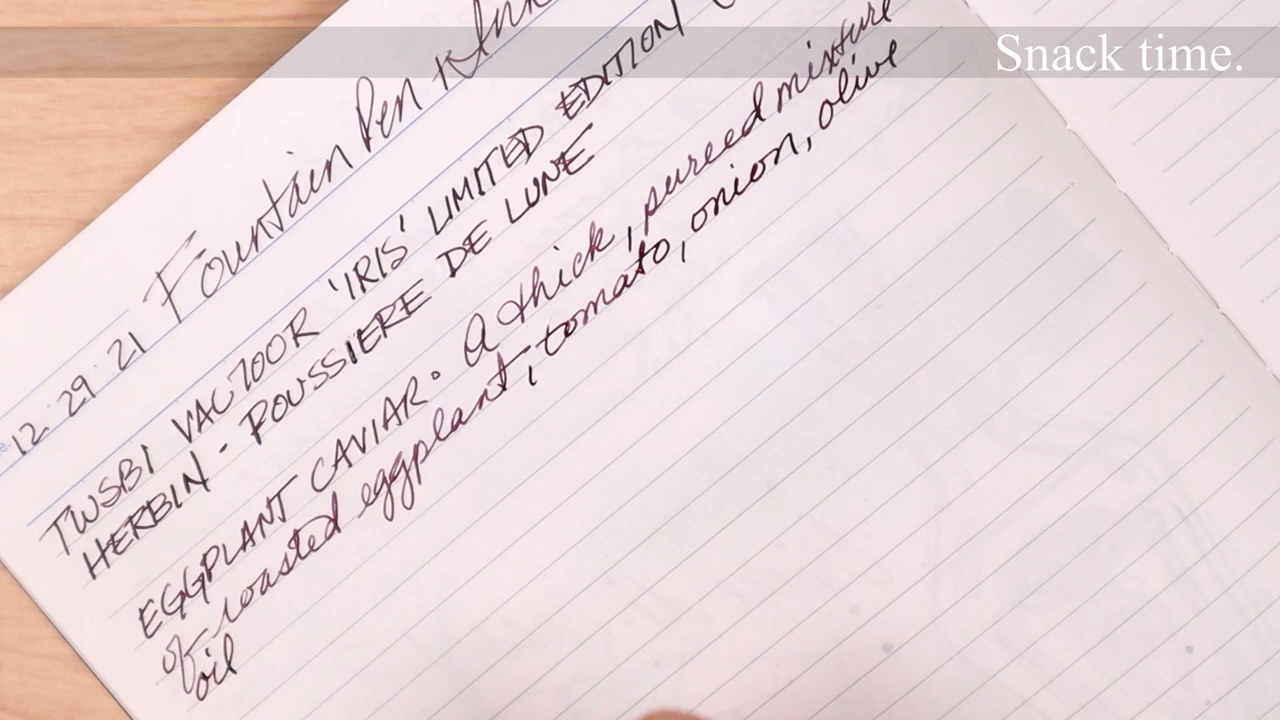 Snack time.
12 29 21 Fountain Pen &
TWSBI VAC700R 'IRIS' LIMITED EDITION
HERBIN - POUSSIERE DE LUNE
EGGPLANT CAVIAR. A thick, pureed mixture
of roasted eggplant, tomato, onion, olive
oil